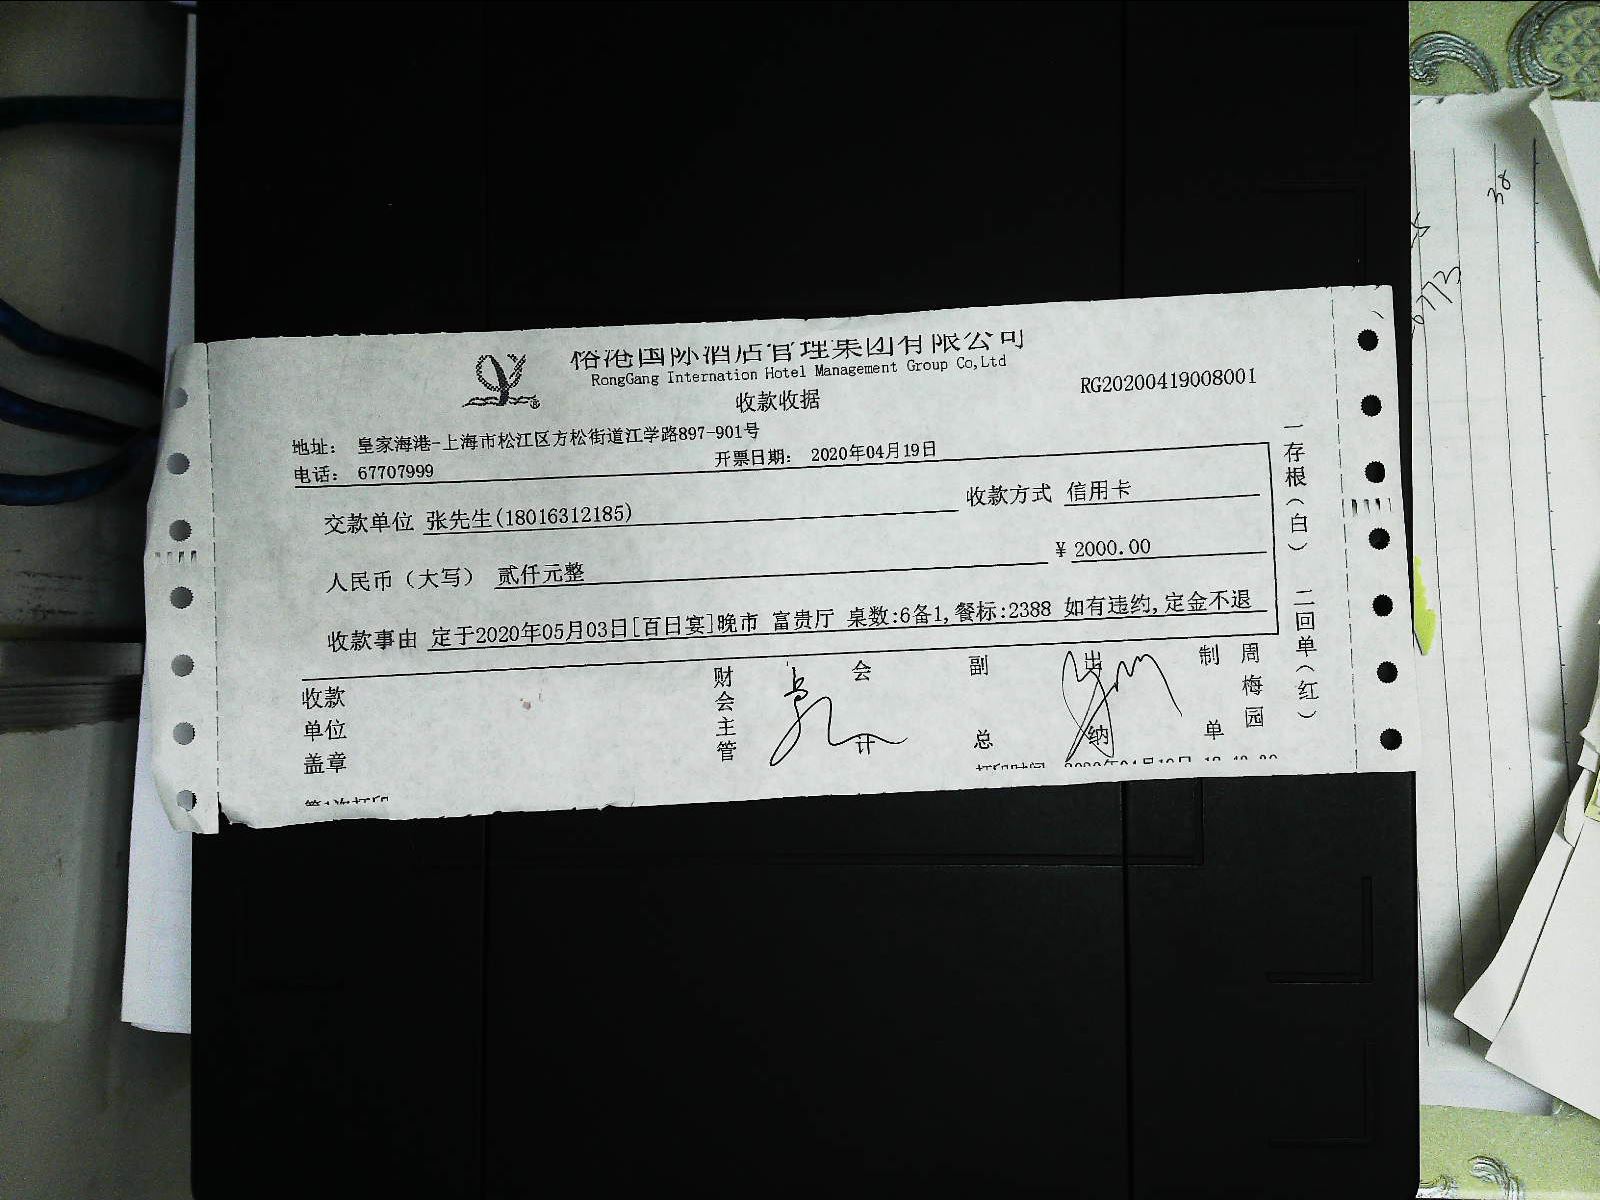 国际酒店管理集团有限公司
RongGang Internation Hotel Management Group Co,Ltd
收款收据
RG20200419008001
地址: 皇家海港-上海市松江区方松街道江学路897-901号
电话: 67707999 开票日期: 2020年04月19日
交款单位 张先生(18016312185) 收款方式 信用卡
人民币(大写) 贰仟元整 ¥ 2000.00
收款事由 定于2020年05月03日[百日宴]晚市 富贵厅 桌数:6备1,餐标:2388 如有违约,定金不退
收款单位盖章 财会主管 会计 副总 出纳 制单 周梅园
一存根(白) 二回单(红)
38